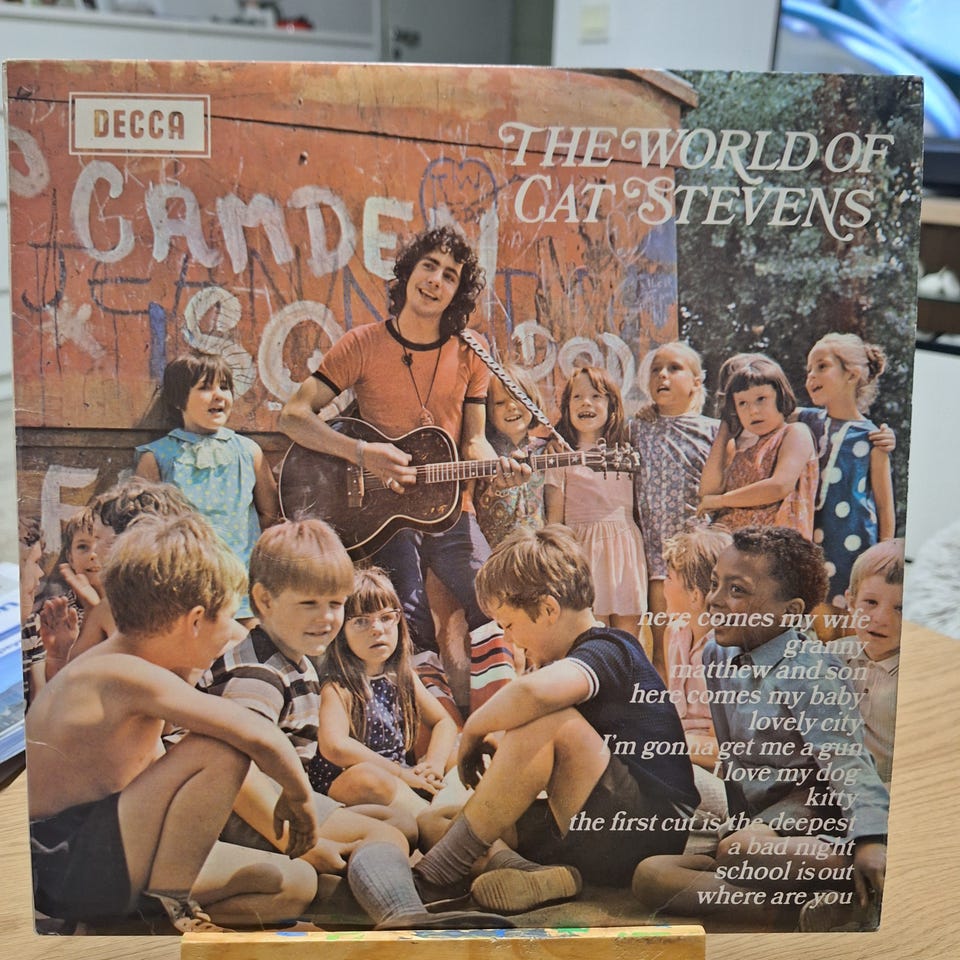 DECCA
THE WORLD OF
CAT STEVENS
CAMDEN
here comes my wife
granny
matthew and son
here comes my baby
lovely city
I'm gonna get me a gun
I love my dog
kitty
the first cut is the deepest
a bad night
school is out
where are you